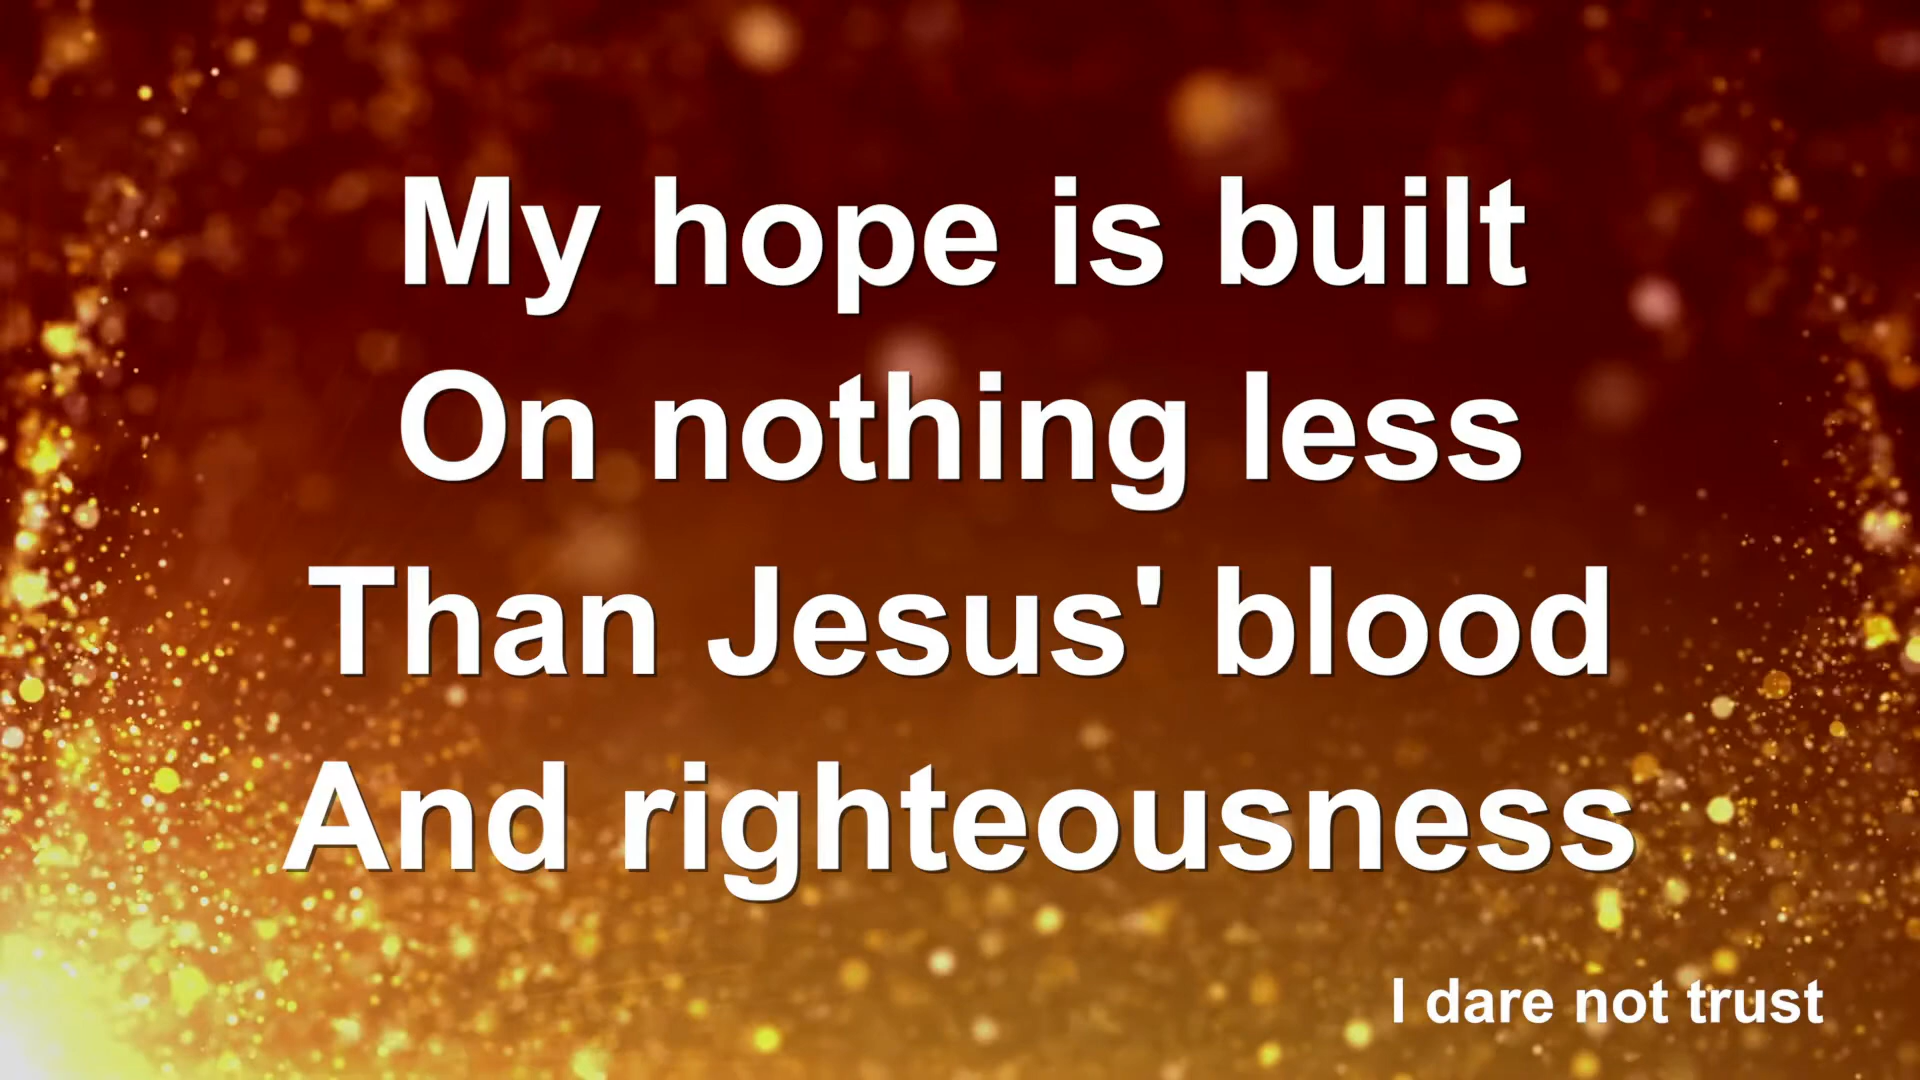 My hope is built
On nothing less
Than Jesus' blood
And righteousness
I dare not trust